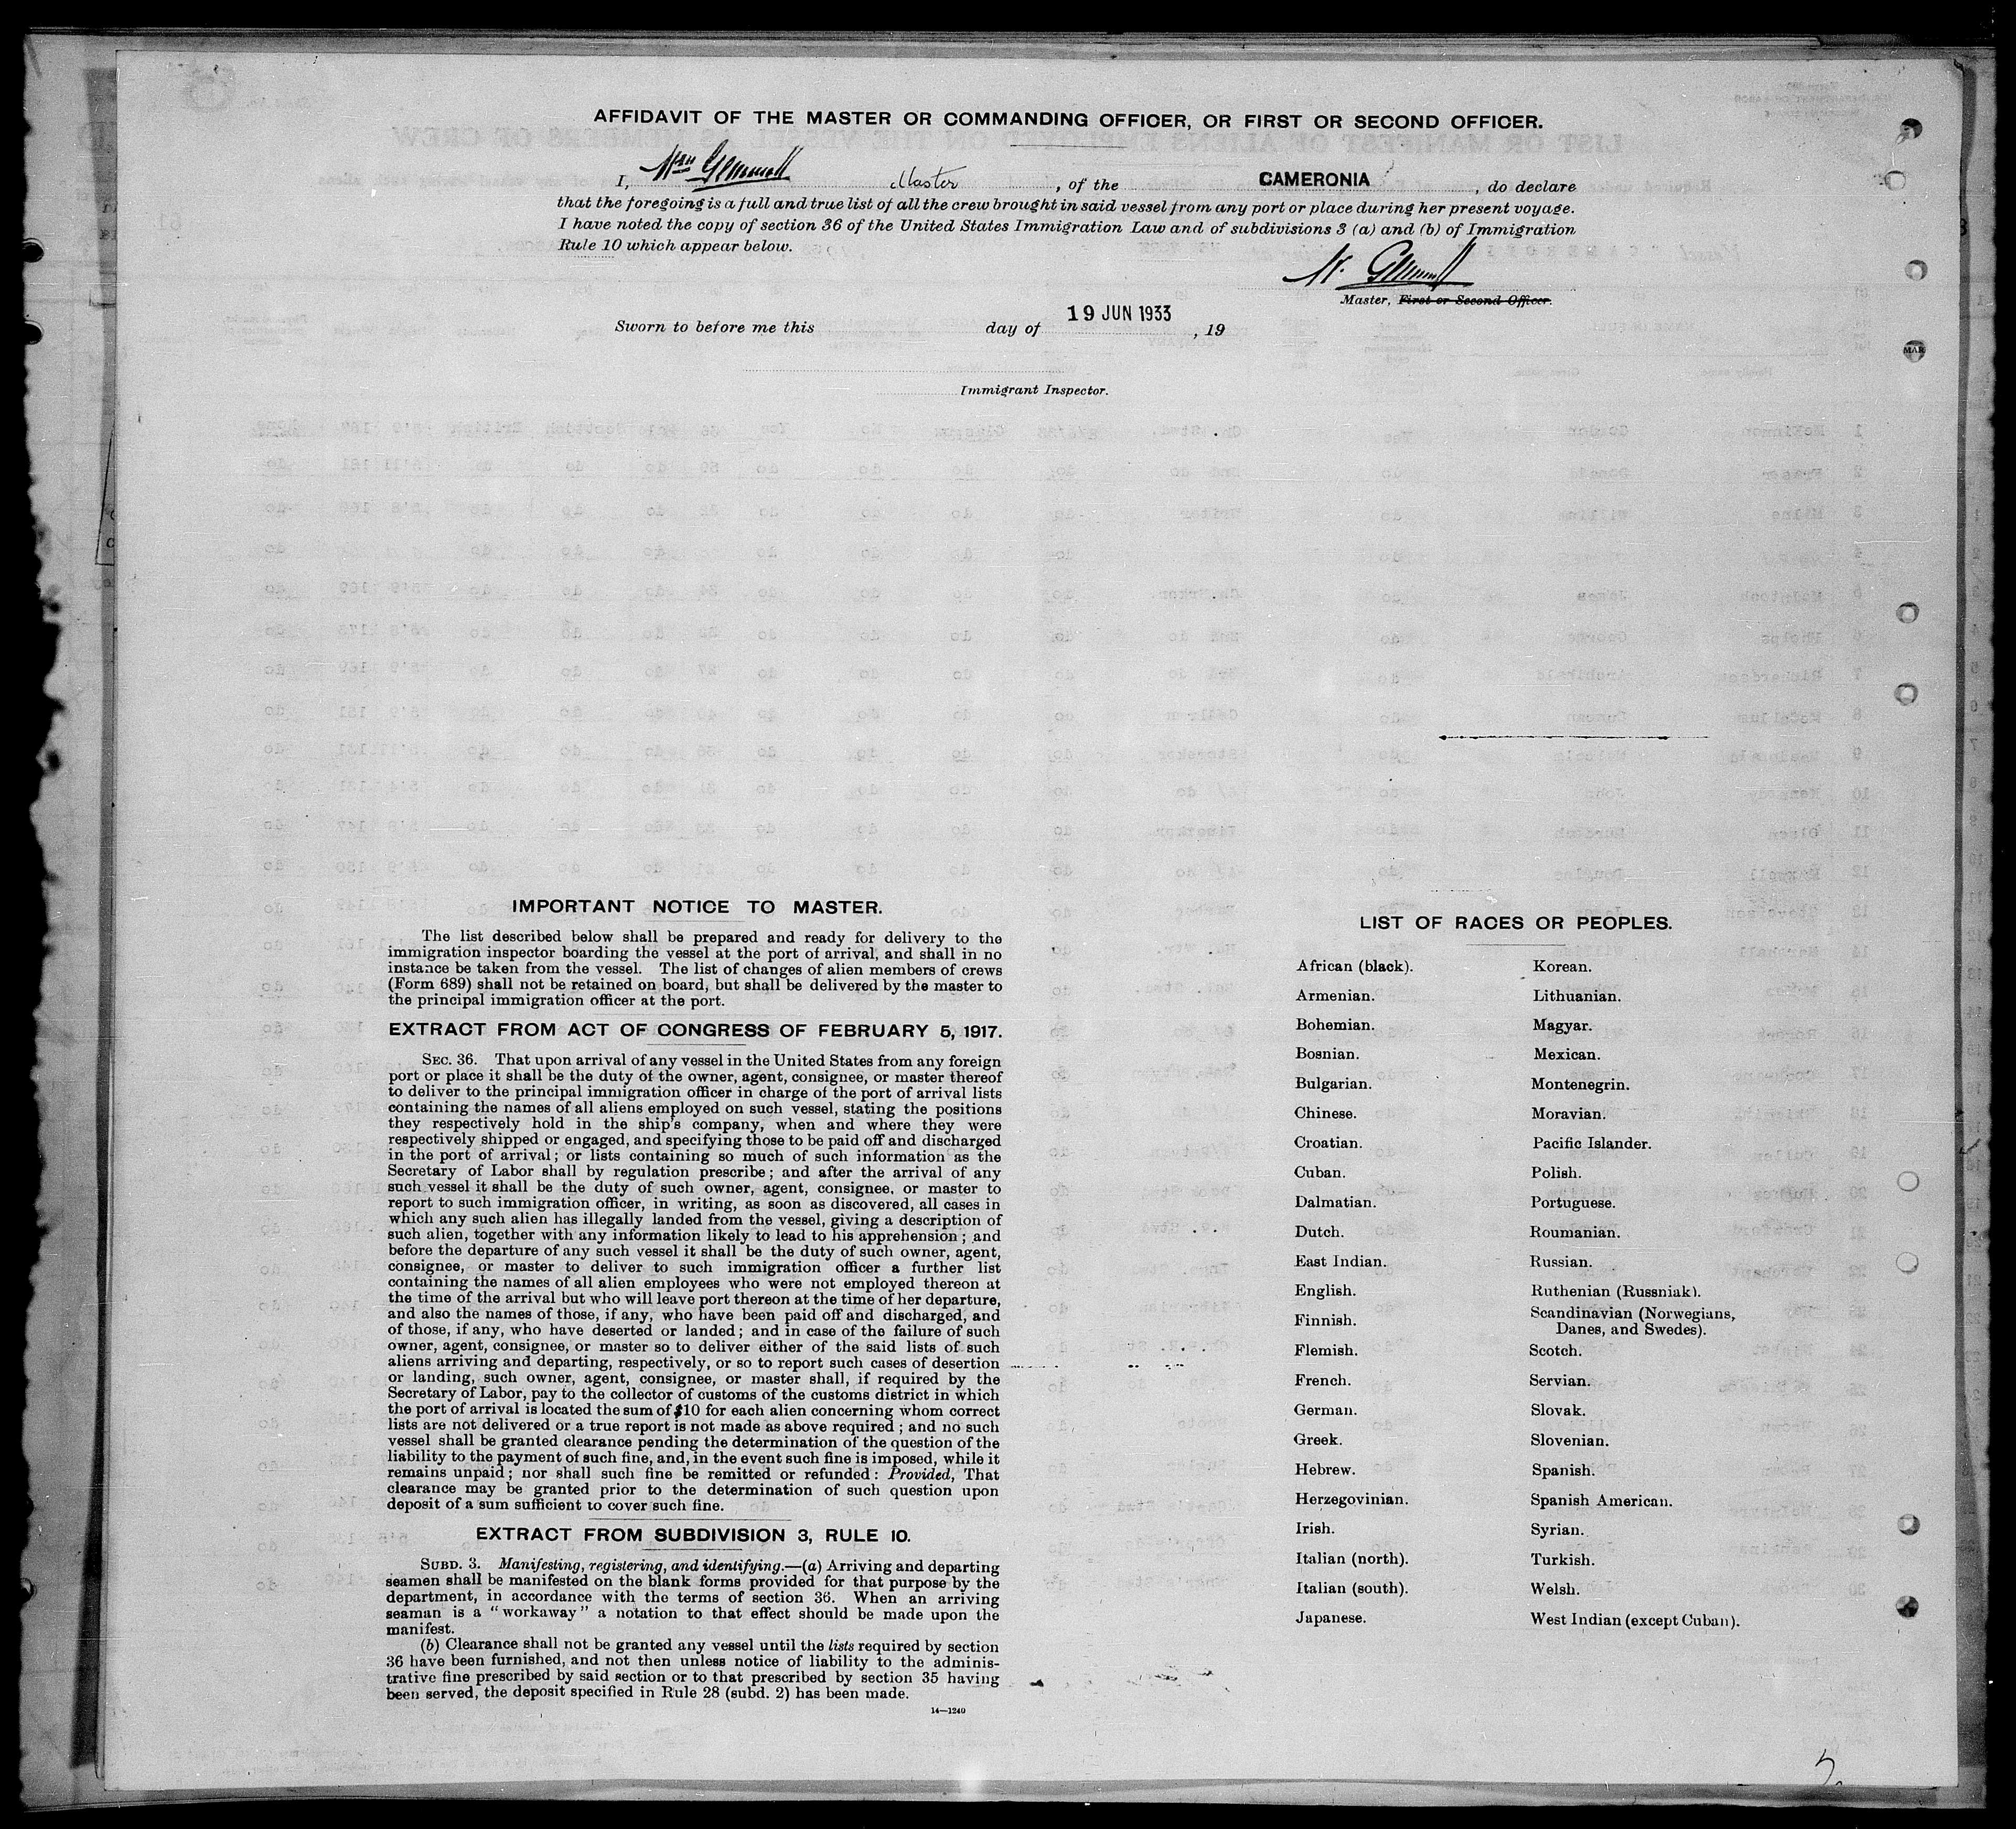 AFFIDAVIT OF THE MASTER OR COMMANDING OFFICER, OR FIRST OR SECOND OFFICER.
I, Wm Gemmell Master, of the CAMERONIA, do declare
that the foregoing is a full and true list of all the crew brought in said vessel from any port or place during her present voyage.
I have noted the copy of section 36 of the United States Immigration Law and of subdivisions 3 (a) and (b) of Immigration
Rule 10 which appear below.
W. Gemmell
Master, First or Second Officer.
Sworn to before me this day of 19 JUN 1933, 19
Immigrant Inspector.
IMPORTANT NOTICE TO MASTER.
The list described below shall be prepared and ready for delivery to the
immigration inspector boarding the vessel at the port of arrival, and shall in no
instance be taken from the vessel. The list of changes of alien members of crews
(Form 689) shall not be retained on board, but shall be delivered by the master to
the principal immigration officer at the port.
EXTRACT FROM ACT OF CONGRESS OF FEBRUARY 5, 1917.
SEC. 36. That upon arrival of any vessel in the United States from any foreign
port or place it shall be the duty of the owner, agent, consignee, or master thereof
to deliver to the principal immigration officer in charge of the port of arrival lists
containing the names of all aliens employed on such vessel, stating the positions
they respectively hold in the ship's company, when and where they were
respectively shipped or engaged, and specifying those to be paid off and discharged
in the port of arrival; or lists containing so much of such information as the
Secretary of Labor shall by regulation prescribe; and after the arrival of any
such vessel it shall be the duty of such owner, agent, consignee, or master to
report to such immigration officer, in writing, as soon as discovered, all cases in
which any such alien has illegally landed from the vessel, giving a description of
such alien, together with any information likely to lead to his apprehension; and
before the departure of any such vessel it shall be the duty of such owner, agent,
consignee, or master to deliver to such immigration officer a further list
containing the names of all alien employees who were not employed thereon at
the time of the arrival but who will leave port thereon at the time of her departure,
and also the names of those, if any, who have been paid off and discharged, and
of those, if any, who have deserted or landed; and in case of the failure of such
owner, agent, consignee, or master so to deliver either of the said lists of such
aliens arriving and departing, respectively, or so to report such cases of desertion
or landing, such owner, agent, consignee, or master shall, if required by the
Secretary of Labor, pay to the collector of customs of the customs district in which
the port of arrival is located the sum of $10 for each alien concerning whom correct
lists are not delivered or a true report is not made as above required; and no such
vessel shall be granted clearance pending the determination of the question of the
liability to the payment of such fine, and, in the event such fine is imposed, while it
remains unpaid; nor shall such fine be remitted or refunded: Provided, That
clearance may be granted prior to the determination of such question upon
deposit of a sum sufficient to cover such fine.
EXTRACT FROM SUBDIVISION 3, RULE 10.
SUBD. 3. Manifesting, registering, and identifying.—(a) Arriving and departing
seamen shall be manifested on the blank forms provided for that purpose by the
department, in accordance with the terms of section 36. When an arriving
seaman is a "workaway" a notation to that effect should be made upon the
manifest.
(b) Clearance shall not be granted any vessel until the lists required by section
36 have been furnished, and not then unless notice of liability to the adminis-
trative fine prescribed by said section or to that prescribed by section 35 having
been served, the deposit specified in Rule 28 (subd. 2) has been made.
14—1240
LIST OF RACES OR PEOPLES.
African (black).
Armenian.
Bohemian.
Bosnian.
Bulgarian.
Chinese.
Croatian.
Cuban.
Dalmatian.
Dutch.
East Indian.
English.
Finnish.
Flemish.
French.
German.
Greek.
Hebrew.
Herzegovinian.
Irish.
Italian (north).
Italian (south).
Japanese.
Korean.
Lithuanian.
Magyar.
Mexican.
Montenegrin.
Moravian.
Pacific Islander.
Polish.
Portuguese.
Roumanian.
Russian.
Ruthenian (Russniak).
Scandinavian (Norwegians,
Danes, and Swedes).
Scotch.
Servian.
Slovak.
Slovenian.
Spanish.
Spanish American.
Syrian.
Turkish.
Welsh.
West Indian (except Cuban).